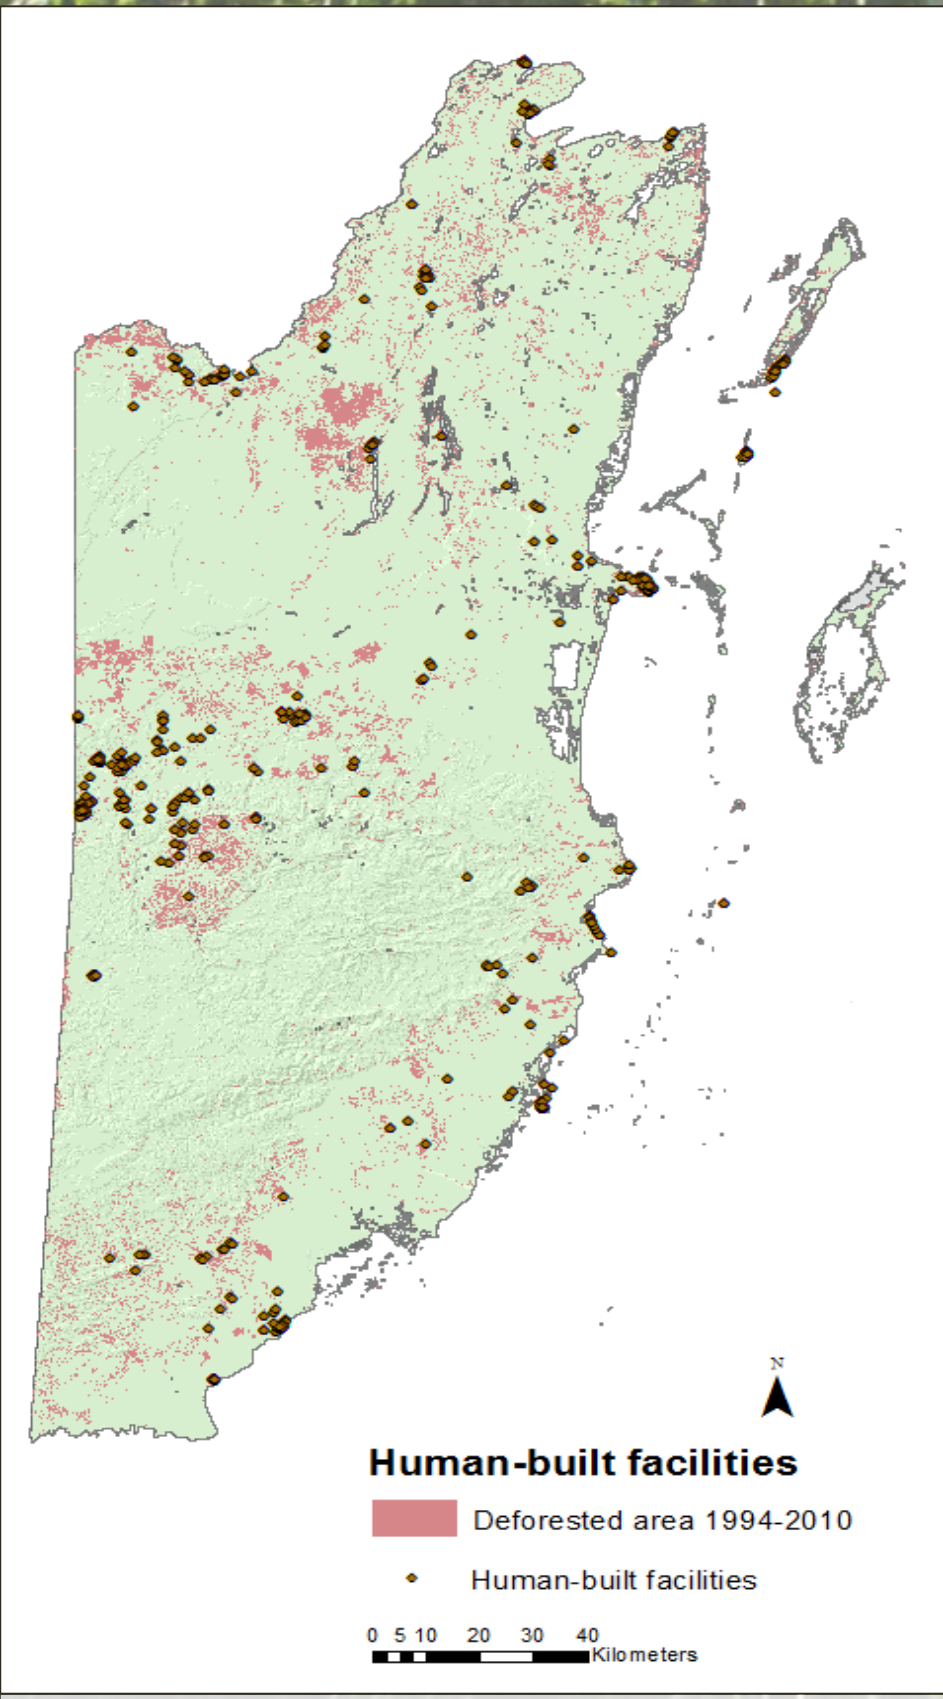 N
Human-built facilities
Deforested area 1994-2010
Human-built facilities
0 5 10 20 30 40
Kilometers